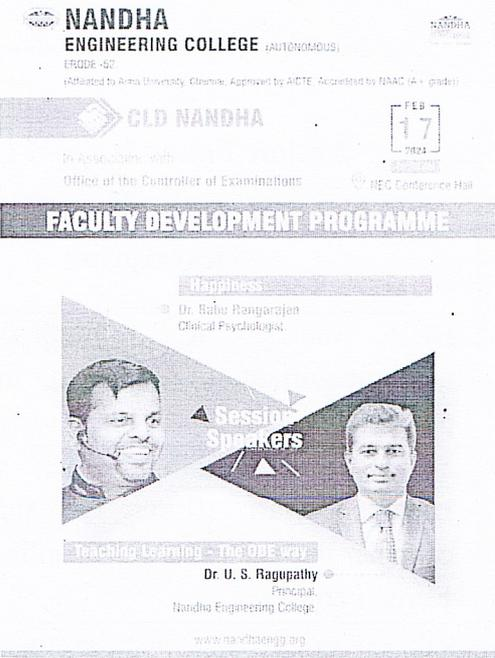 NANDHA
ENGINEERING COLLEGE (AUTONOMOUS)
ERODE -52
(Affiliated to Anna University, Chennai, Approved by AICTE, Accredited by NAAC (A+ grade))
NANDHA
CLD NANDHA
FEB
17
2024
In Association with
Office of the Controller of Examinations
NEC Conference Hall
FACULTY DEVELOPMENT PROGRAMME
Happiness
Dr. Babu Rangarajan
Clinical Psychologist
Session
Speakers
Teaching Learning - The OBE way
Dr. U. S. Ragupathy
Principal,
Nandha Engineering College
www.nandhaengg.org